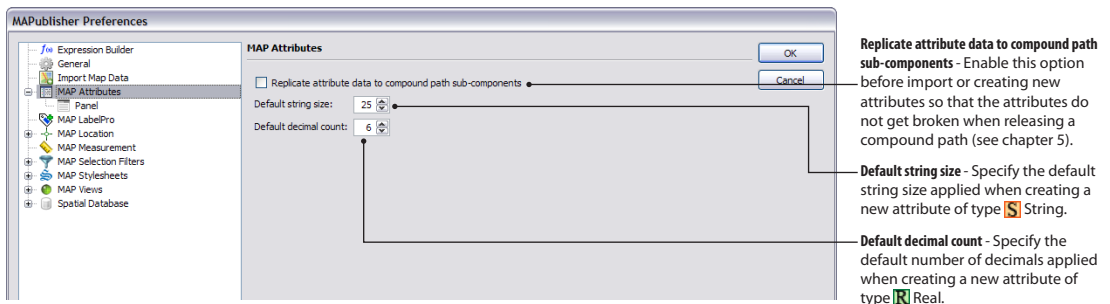 MAPublisher Preferences
f(x) Expression Builder
General
Import Map Data
MAP Attributes
Panel
MAP LabelPro
MAP Location
MAP Measurement
MAP Selection Filters
MAP Stylesheets
MAP Views
Spatial Database
MAP Attributes
Replicate attribute data to compound path sub-components
Default string size: 25
Default decimal count: 6
OK
Cancel
Replicate attribute data to compound path
sub-components - Enable this option
before import or creating new
attributes so that the attributes do
not get broken when releasing a
compound path (see chapter 5).
Default string size - Specify the default
string size applied when creating a
new attribute of type S String.
Default decimal count - Specify the
default number of decimals applied
when creating a new attribute of
type R Real.